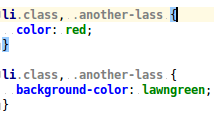 li.class, .another-lass {
  color: red;
}

li.class, .another-lass {
  background-color: lawngreen;
}